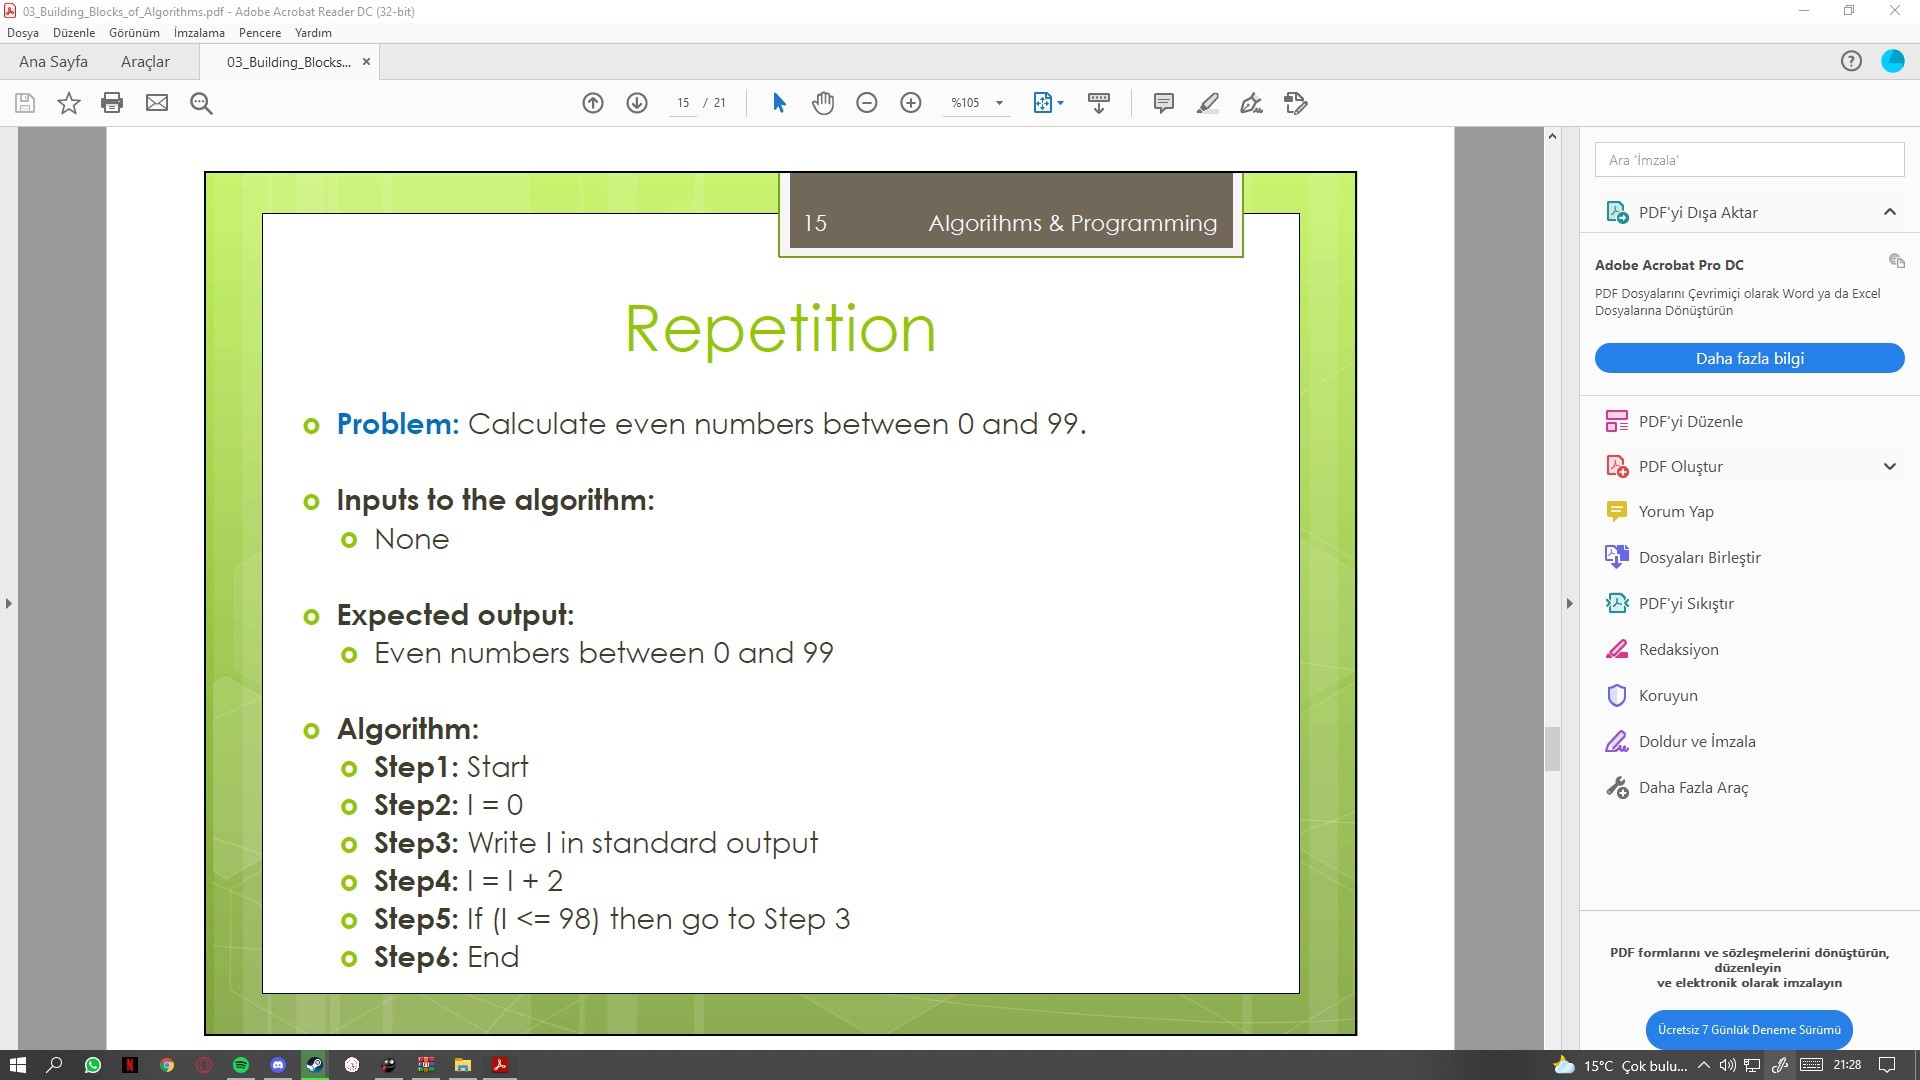 03_Building_Blocks_of_Algorithms.pdf - Adobe Acrobat Reader DC (32-bit)
Dosya Düzenle Görünüm İmzalama Pencere Yardım
Ana Sayfa Araçlar 03_Building_Blocks... ×
15 / 21 %105
Ara 'İmzala'
15 Algorithms & Programming
Repetition
Problem: Calculate even numbers between 0 and 99.
Inputs to the algorithm:
None
Expected output:
Even numbers between 0 and 99
Algorithm:
Step1: Start
Step2: I = 0
Step3: Write I in standard output
Step4: I = I + 2
Step5: If (I <= 98) then go to Step 3
Step6: End
PDF'yi Dışa Aktar
Adobe Acrobat Pro DC
PDF Dosyalarını Çevrimiçi olarak Word ya da Excel
Dosyalarına Dönüştürün
Daha fazla bilgi
PDF'yi Düzenle
PDF Oluştur
Yorum Yap
Dosyaları Birleştir
PDF'yi Sıkıştır
Redaksiyon
Koruyun
Doldur ve İmzala
Daha Fazla Araç
PDF formlarını ve sözleşmelerini dönüştürün,
düzenleyin
ve elektronik olarak imzalayın
Ücretsiz 7 Günlük Deneme Sürümü
15°C Çok bulu... 21:28